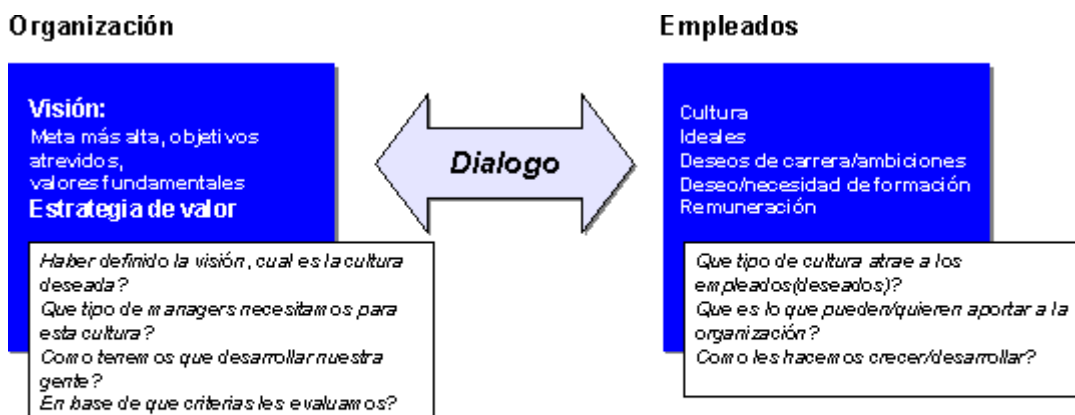 Organización
Visión:
Meta más alta, objetivos
atrevidos,
valores fundamentales
Estrategia de valor
Haber definido la visión, cual es la cultura
deseada?
Que tipo de managers necesitamos para
esta cultura?
Como tenemos que desarrollar nuestra
gente?
En base de que criterias les evaluamos?
Dialogo
Empleados
Cultura
Ideales
Deseos de carrera/ambiciones
Deseo/necesidad de formación
Remuneración
Que tipo de cultura atrae a los
empleados(deseados)?
Que es lo que pueden/quieren aportar a la
organización?
Como les hacemos crecer/desarrollar?